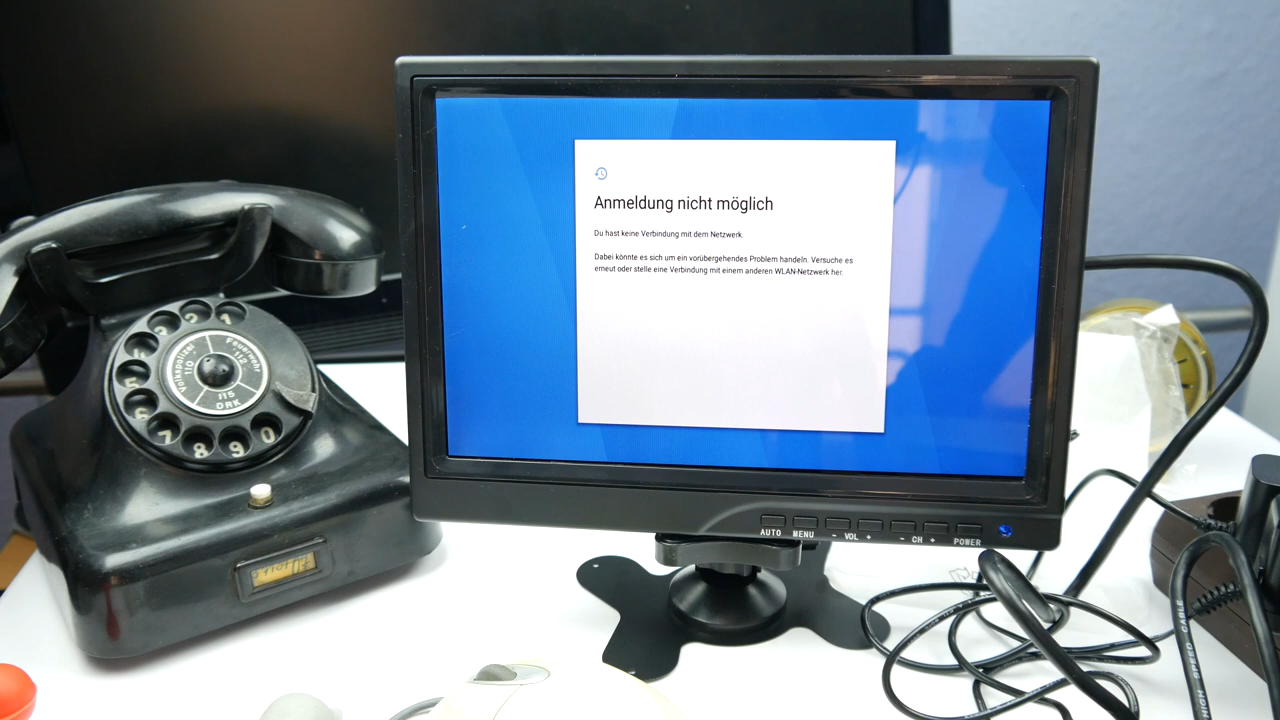 Anmeldung nicht möglich
Du hast keine Verbindung mit dem Netzwerk.
Dabei könnte es sich um ein vorübergehendes Problem handeln. Versuche es
erneut oder stelle eine Verbindung mit einem anderen WLAN-Netzwerk her.
AUTO MENU - VOL + - CH + POWER
1
2
3
4
5
6
7
8
9
0
Volkspolizei
110
Feuerwehr
112
115
DRK
HIGH SPEED CABLE